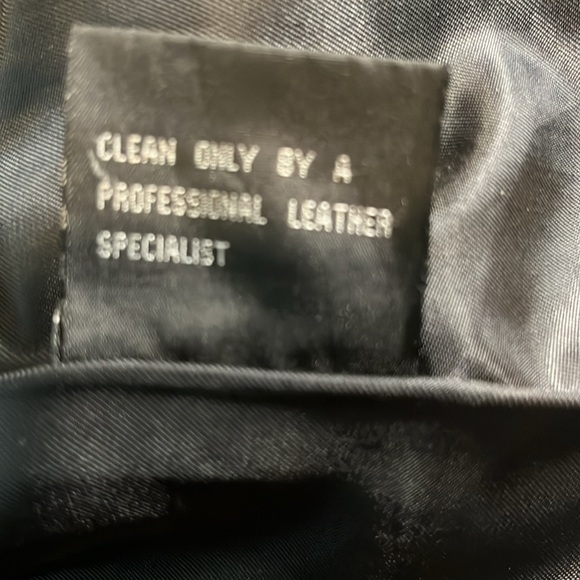 CLEAN ONLY BY A
PROFESSIONAL LEATHER
SPECIALIST